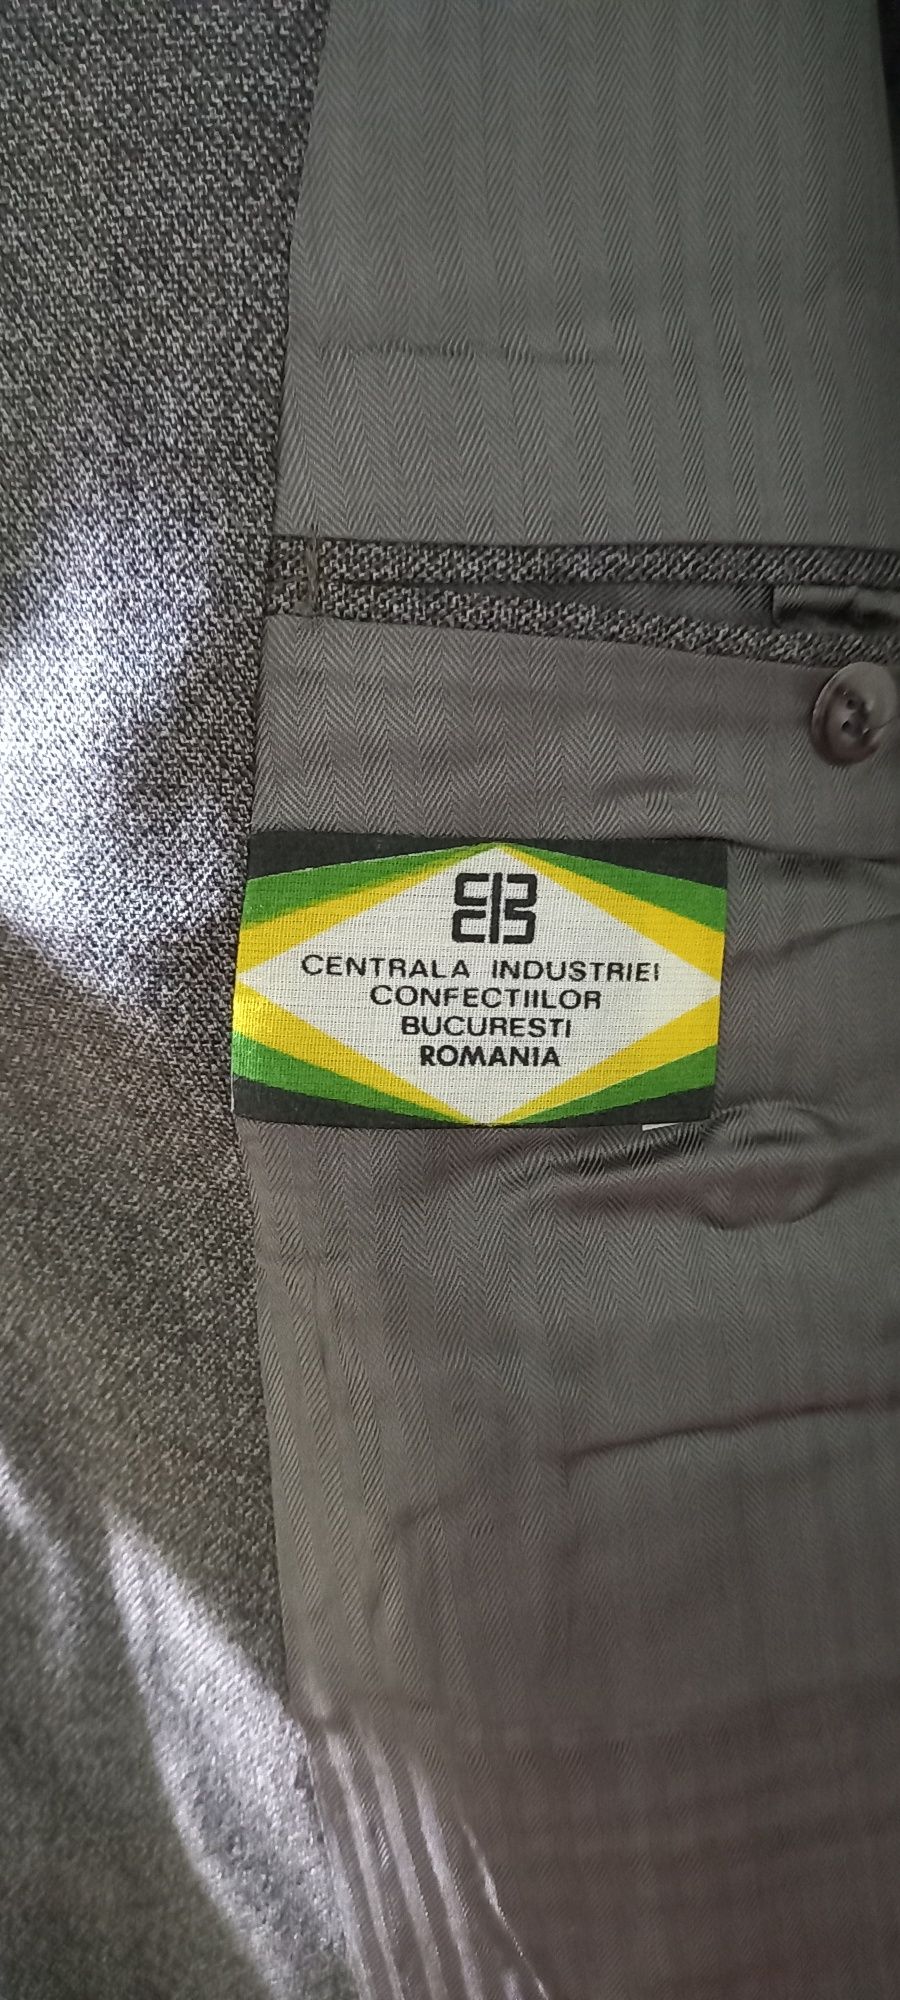 CENTRALA INDUSTRIEI
CONFECTIILOR
BUCURESTI
ROMANIA